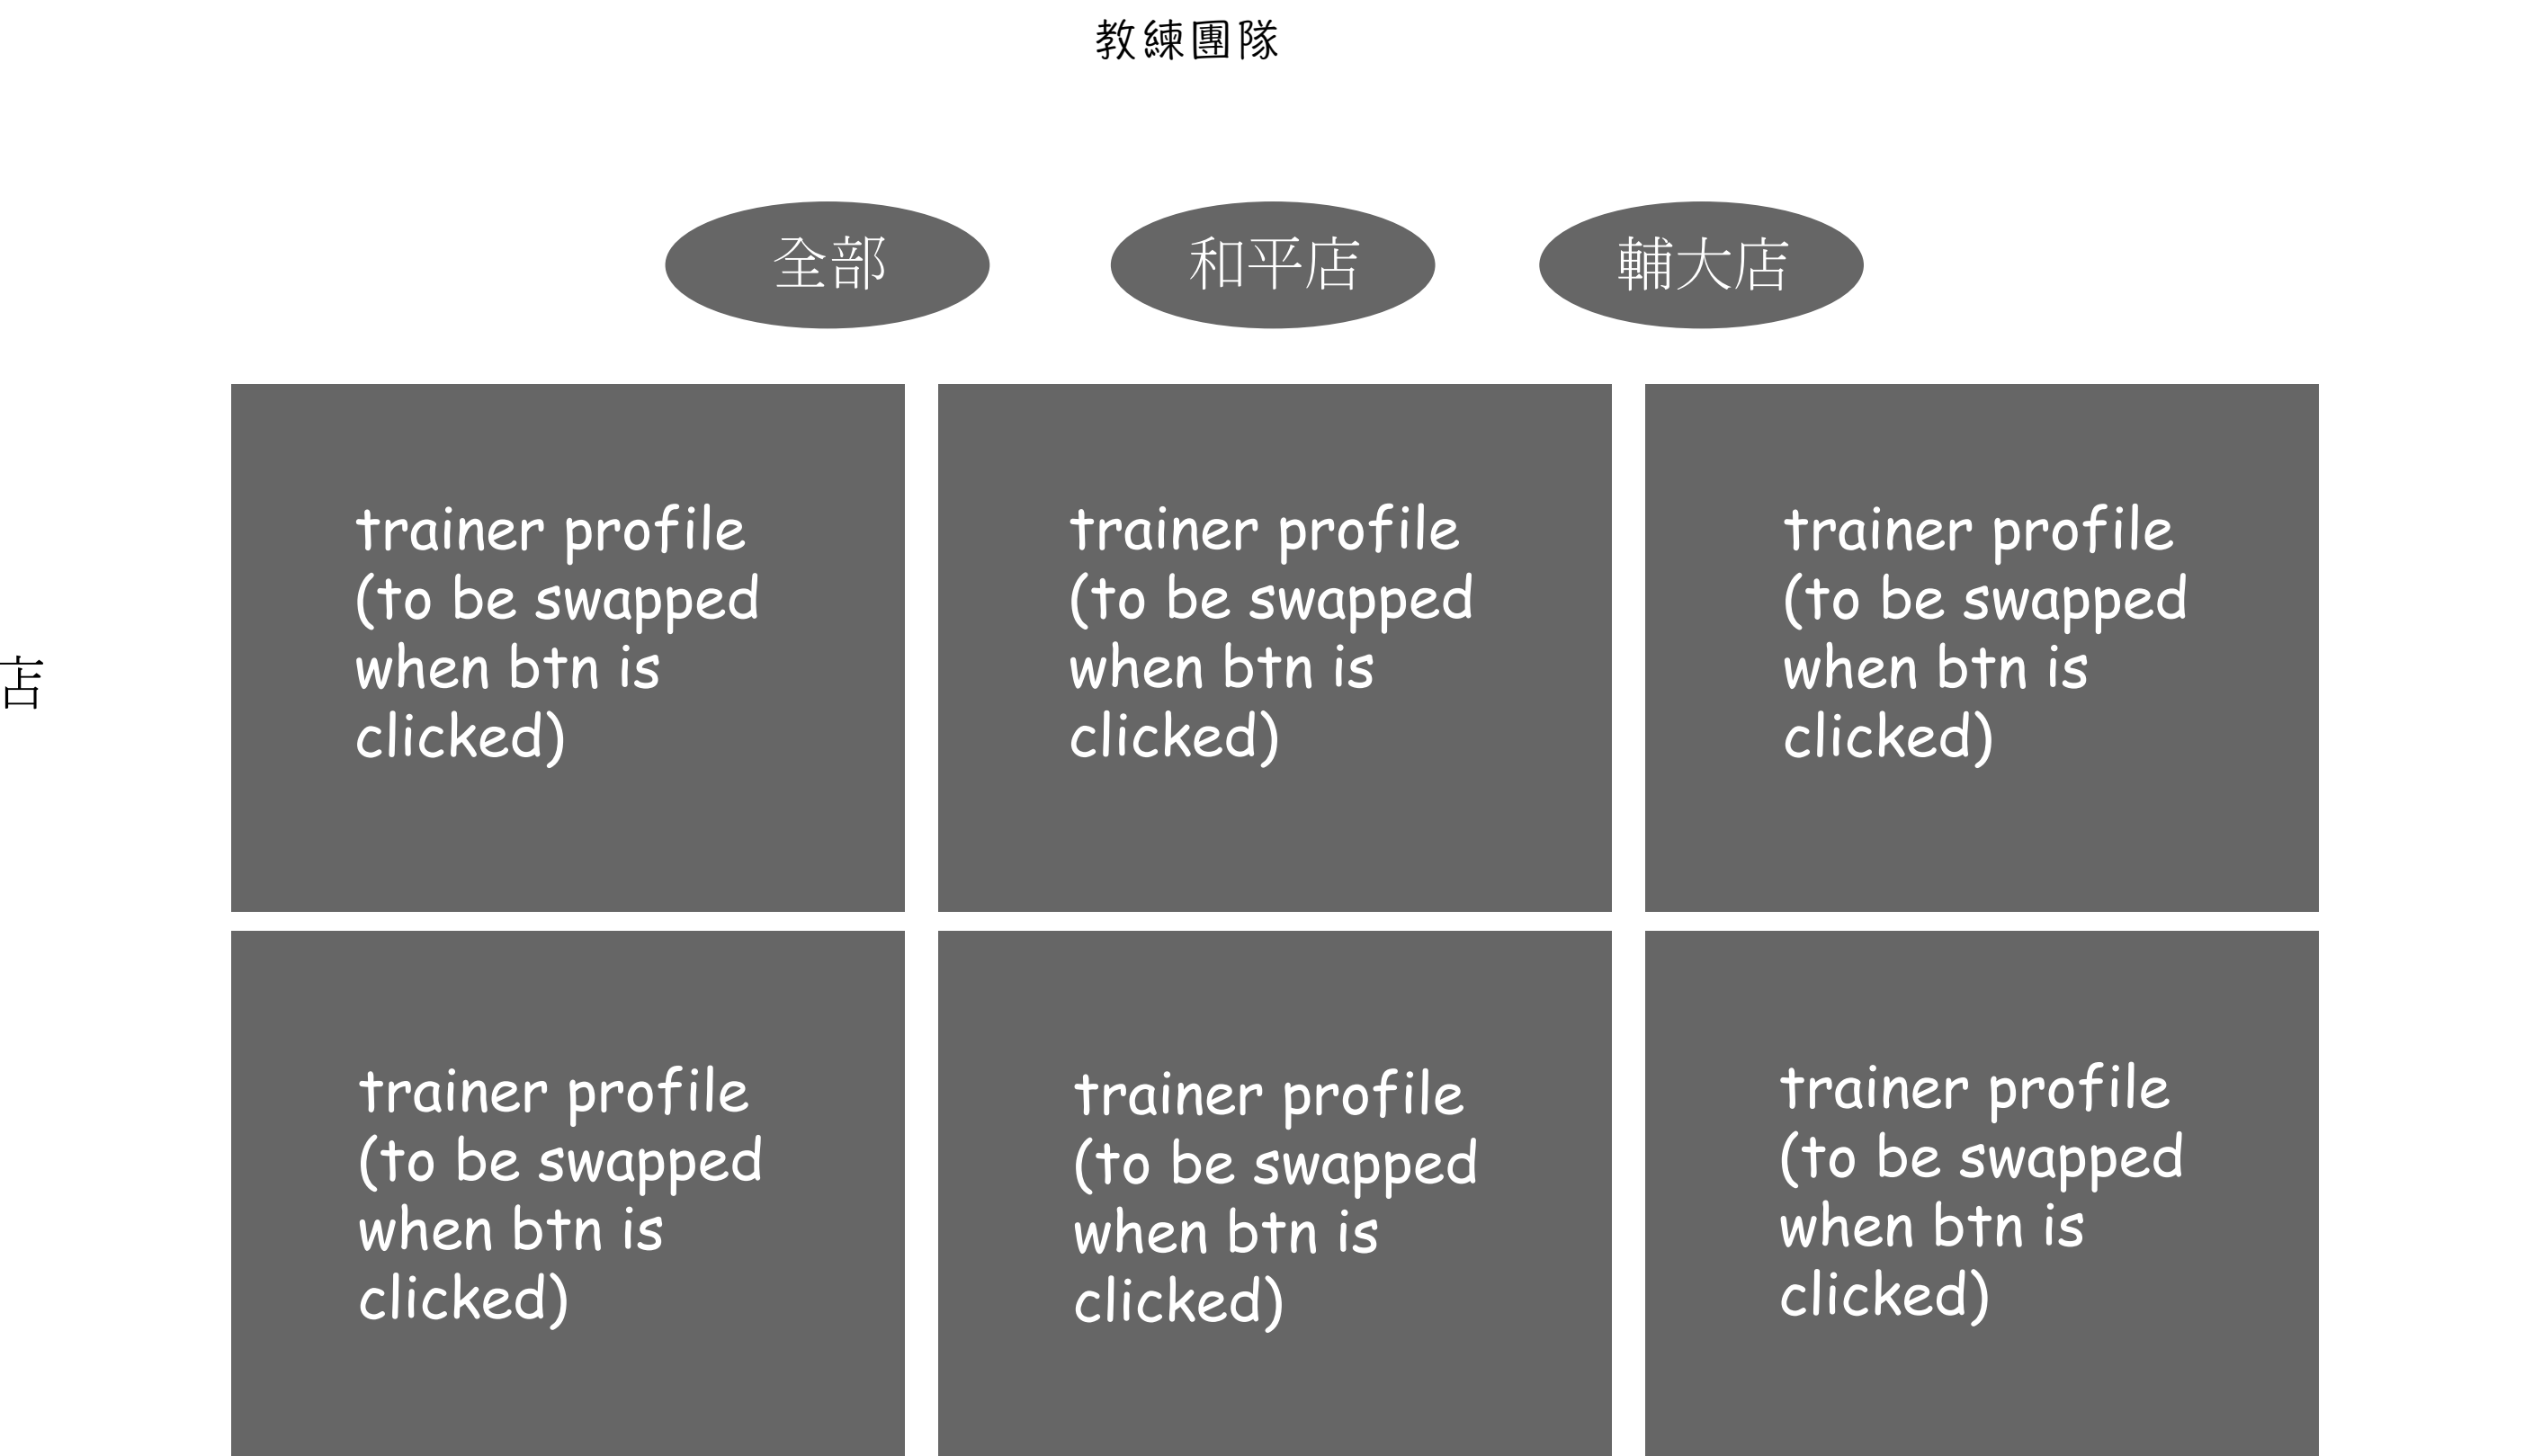 教練團隊
全部
和平店
輔大店
trainer profile
(to be swapped
when btn is
clicked)
trainer profile
(to be swapped
when btn is
clicked)
trainer profile
(to be swapped
when btn is
clicked)
店
trainer profile
(to be swapped
when btn is
clicked)
trainer profile
(to be swapped
when btn is
clicked)
trainer profile
(to be swapped
when btn is
clicked)